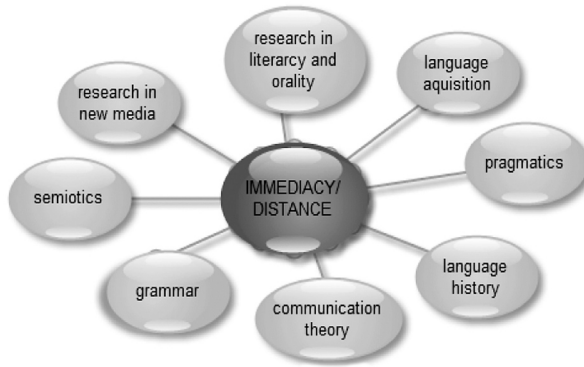 research in
literarcy and
orality
language
aquisition
research in
new media
pragmatics
semiotics
IMMEDIACY/
DISTANCE
language
history
grammar
communication
theory